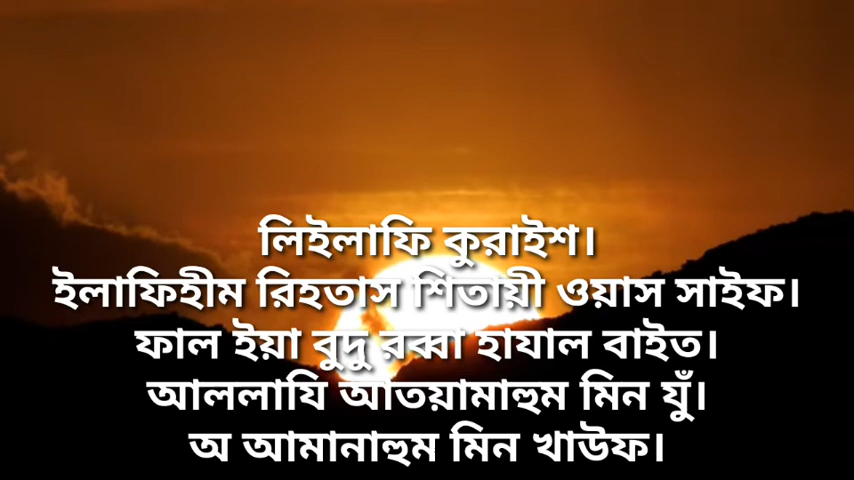 লিইলাফি কুরাইশ।
ইলাফিহীম রিহতাস শিতায়ী ওয়াস সাইফ।
ফাল ইয়া বুদু রব্বা হাযাল বাইত।
আললাযি আতয়ামাহুম মিন যুঁ।
অ আমানাহুম মিন খাউফ।